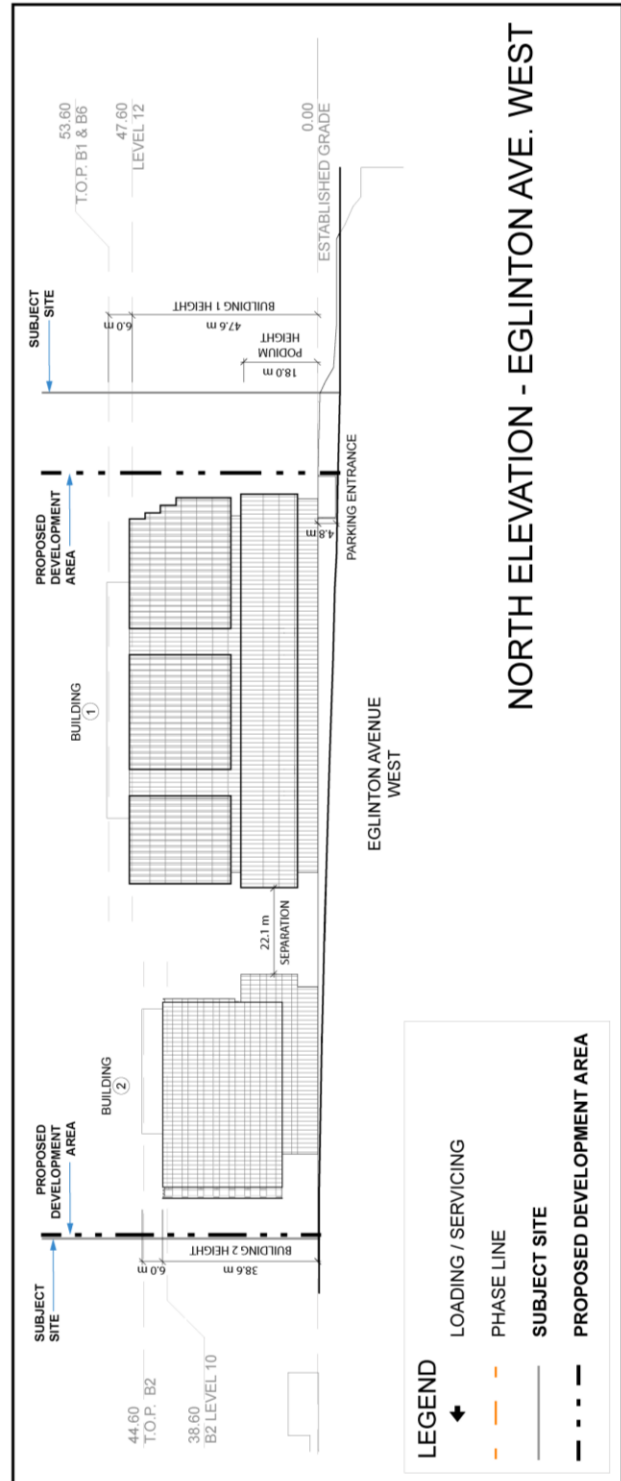 SUBJECT
SITE
PROPOSED
DEVELOPMENT
AREA
BUILDING
2
BUILDING
1
PROPOSED
DEVELOPMENT
AREA
SUBJECT
SITE
44.60
T.O.P. B2
38.60
B2 LEVEL 10
6.0 m
38.6 m
BUILDING 2 HEIGHT
22.1 m
SEPARATION
53.60
T.O.P. B1 & B6
47.60
LEVEL 12
6.0 m
47.6 m
BUILDING 1 HEIGHT
18.0 m
PODIUM
HEIGHT
0.00
ESTABLISHED GRADE
4.8 m
PARKING ENTRANCE
EGLINTON AVENUE
WEST
LEGEND
LOADING / SERVICING
PHASE LINE
SUBJECT SITE
PROPOSED DEVELOPMENT AREA
NORTH ELEVATION - EGLINTON AVE. WEST